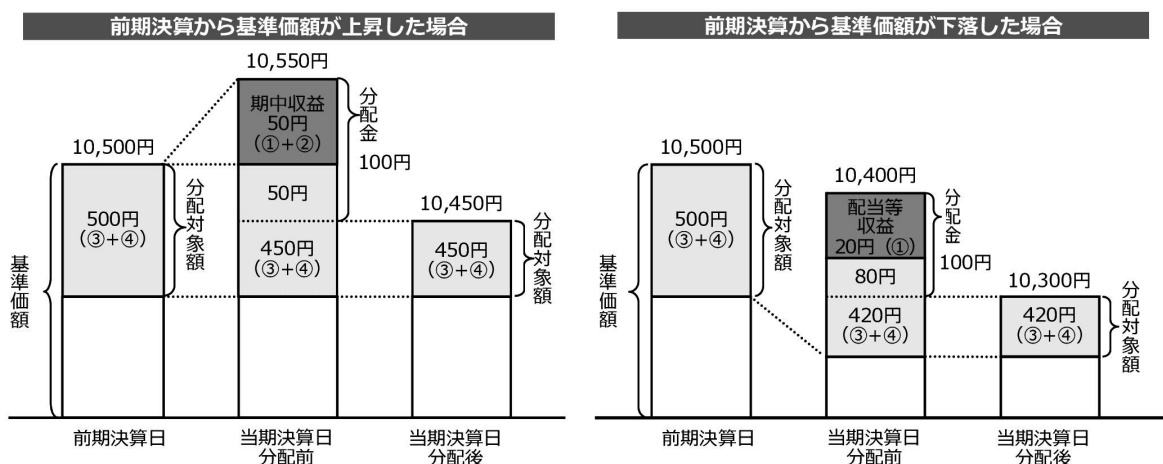 前期決算から基準価額が上昇した場合
10,550円
期中収益
50円
(①+②)
分配金
100円
10,500円
500円
(③+④)
分配対象額
50円
450円
(③+④)
10,450円
450円
(③+④)
分配対象額
基準価額
前期決算日
当期決算日
分配前
当期決算日
分配後
前期決算から基準価額が下落した場合
10,500円
500円
(③+④)
分配対象額
10,400円
配当等
収益
20円(①)
分配金
100円
80円
420円
(③+④)
10,300円
420円
(③+④)
分配対象額
基準価額
前期決算日
当期決算日
分配前
当期決算日
分配後